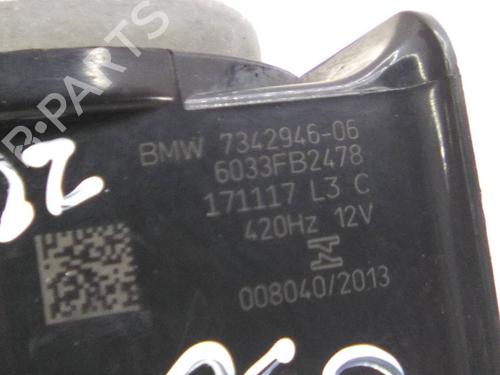 BMW 7342946-06
6033FB2478
171117 L3 C
420Hz 12V
008040/2013